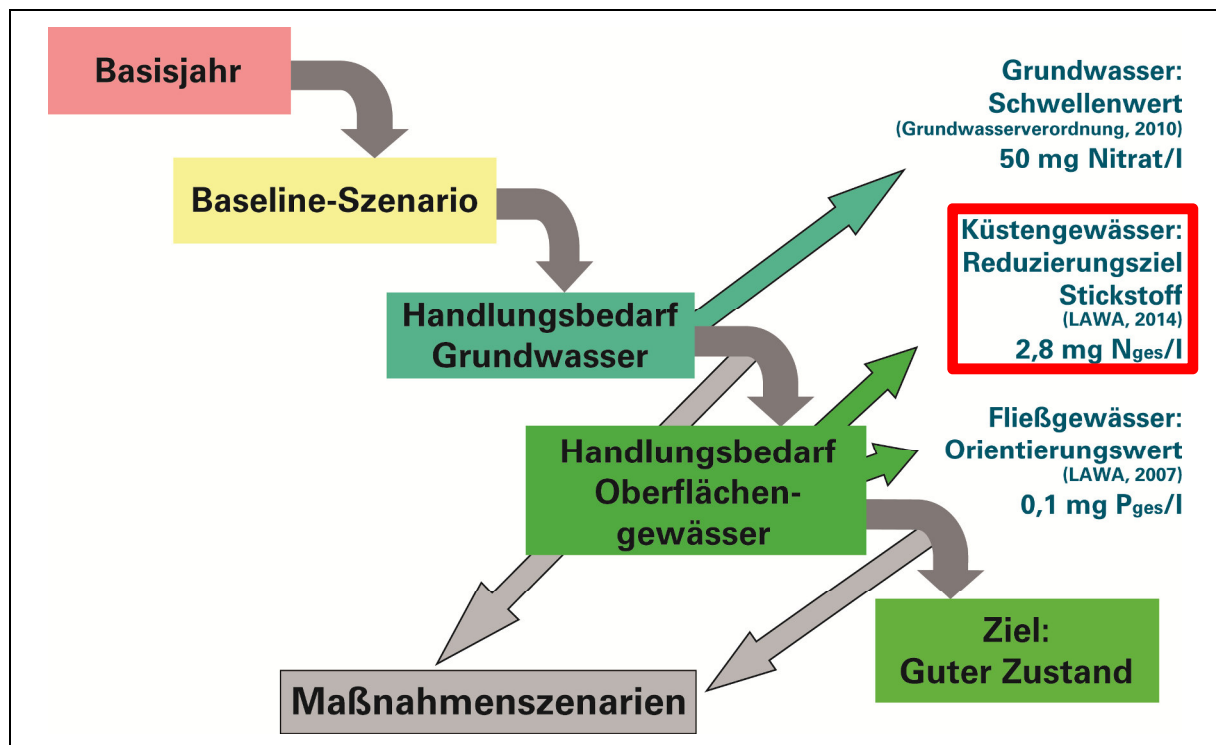 Basisjahr
Baseline-Szenario
Handlungsbedarf
Grundwasser
Handlungsbedarf
Oberflächen-
gewässer
Ziel:
Guter Zustand
Maßnahmenszenarien
Grundwasser:
Schwellenwert
(Grundwasserverordnung, 2010)
50 mg Nitrat/l
Küstengewässer:
Reduzierungsziel
Stickstoff
(LAWA, 2014)
2,8 mg Nges/l
Fließgewässer:
Orientierungswert
(LAWA, 2007)
0,1 mg Pges/l